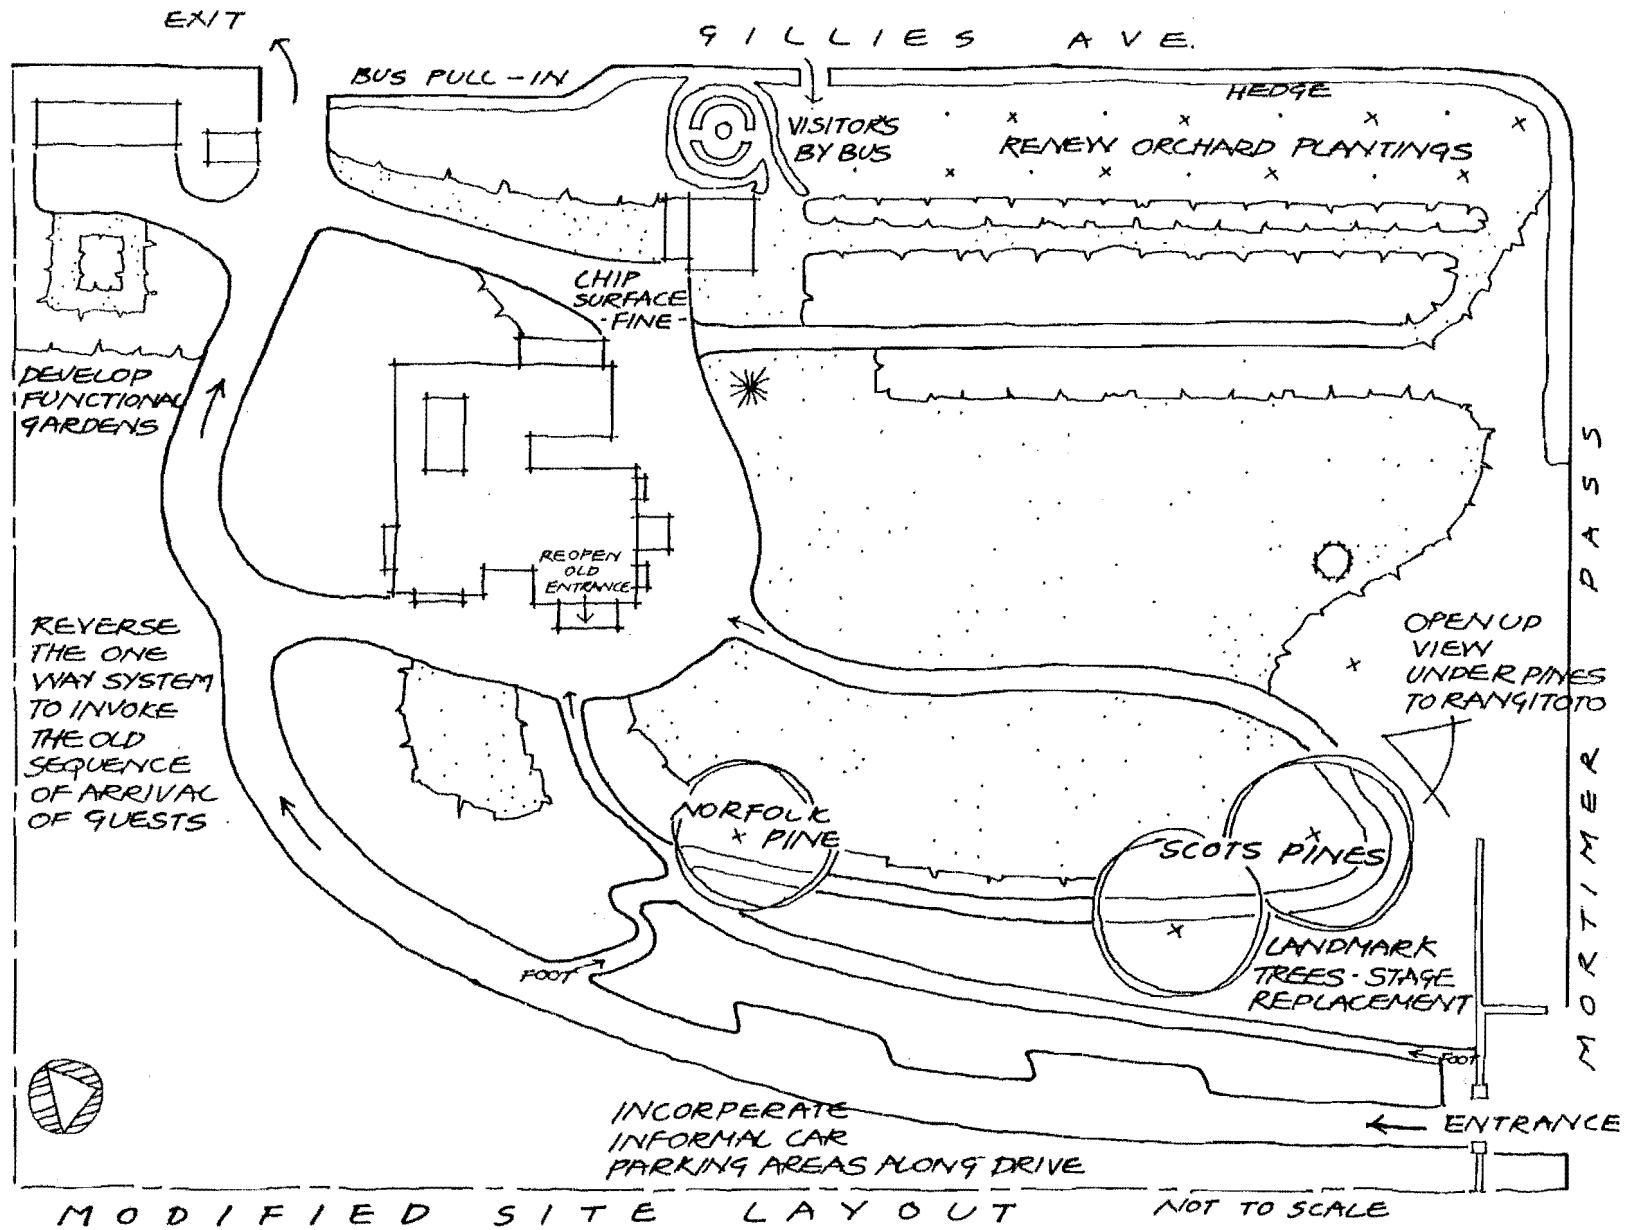 EXIT
GILLIES AVE.
BUS PULL-IN
HEDGE
VISITORS
BY BUS
RENEW ORCHARD PLANTINGS
CHIP
SURFACE
-FINE-
DEVELOP
FUNCTIONAL
GARDENS
REOPEN
OLD
ENTRANCE
MORTIMER PASS
OPEN UP
VIEW
UNDER PINES
TO RANGITOTO
REVERSE
THE ONE
WAY SYSTEM
TO INVOKE
THE OLD
SEQUENCE
OF ARRIVAL
OF GUESTS
NORFOLK
PINE
SCOTS PINES
LANDMARK
TREES-STAGE
REPLACEMENT
FOOT
FOOT
INCORPERATE
INFORMAL CAR
PARKING AREAS ALONG DRIVE
ENTRANCE
MODIFIED SITE LAYOUT
NOT TO SCALE